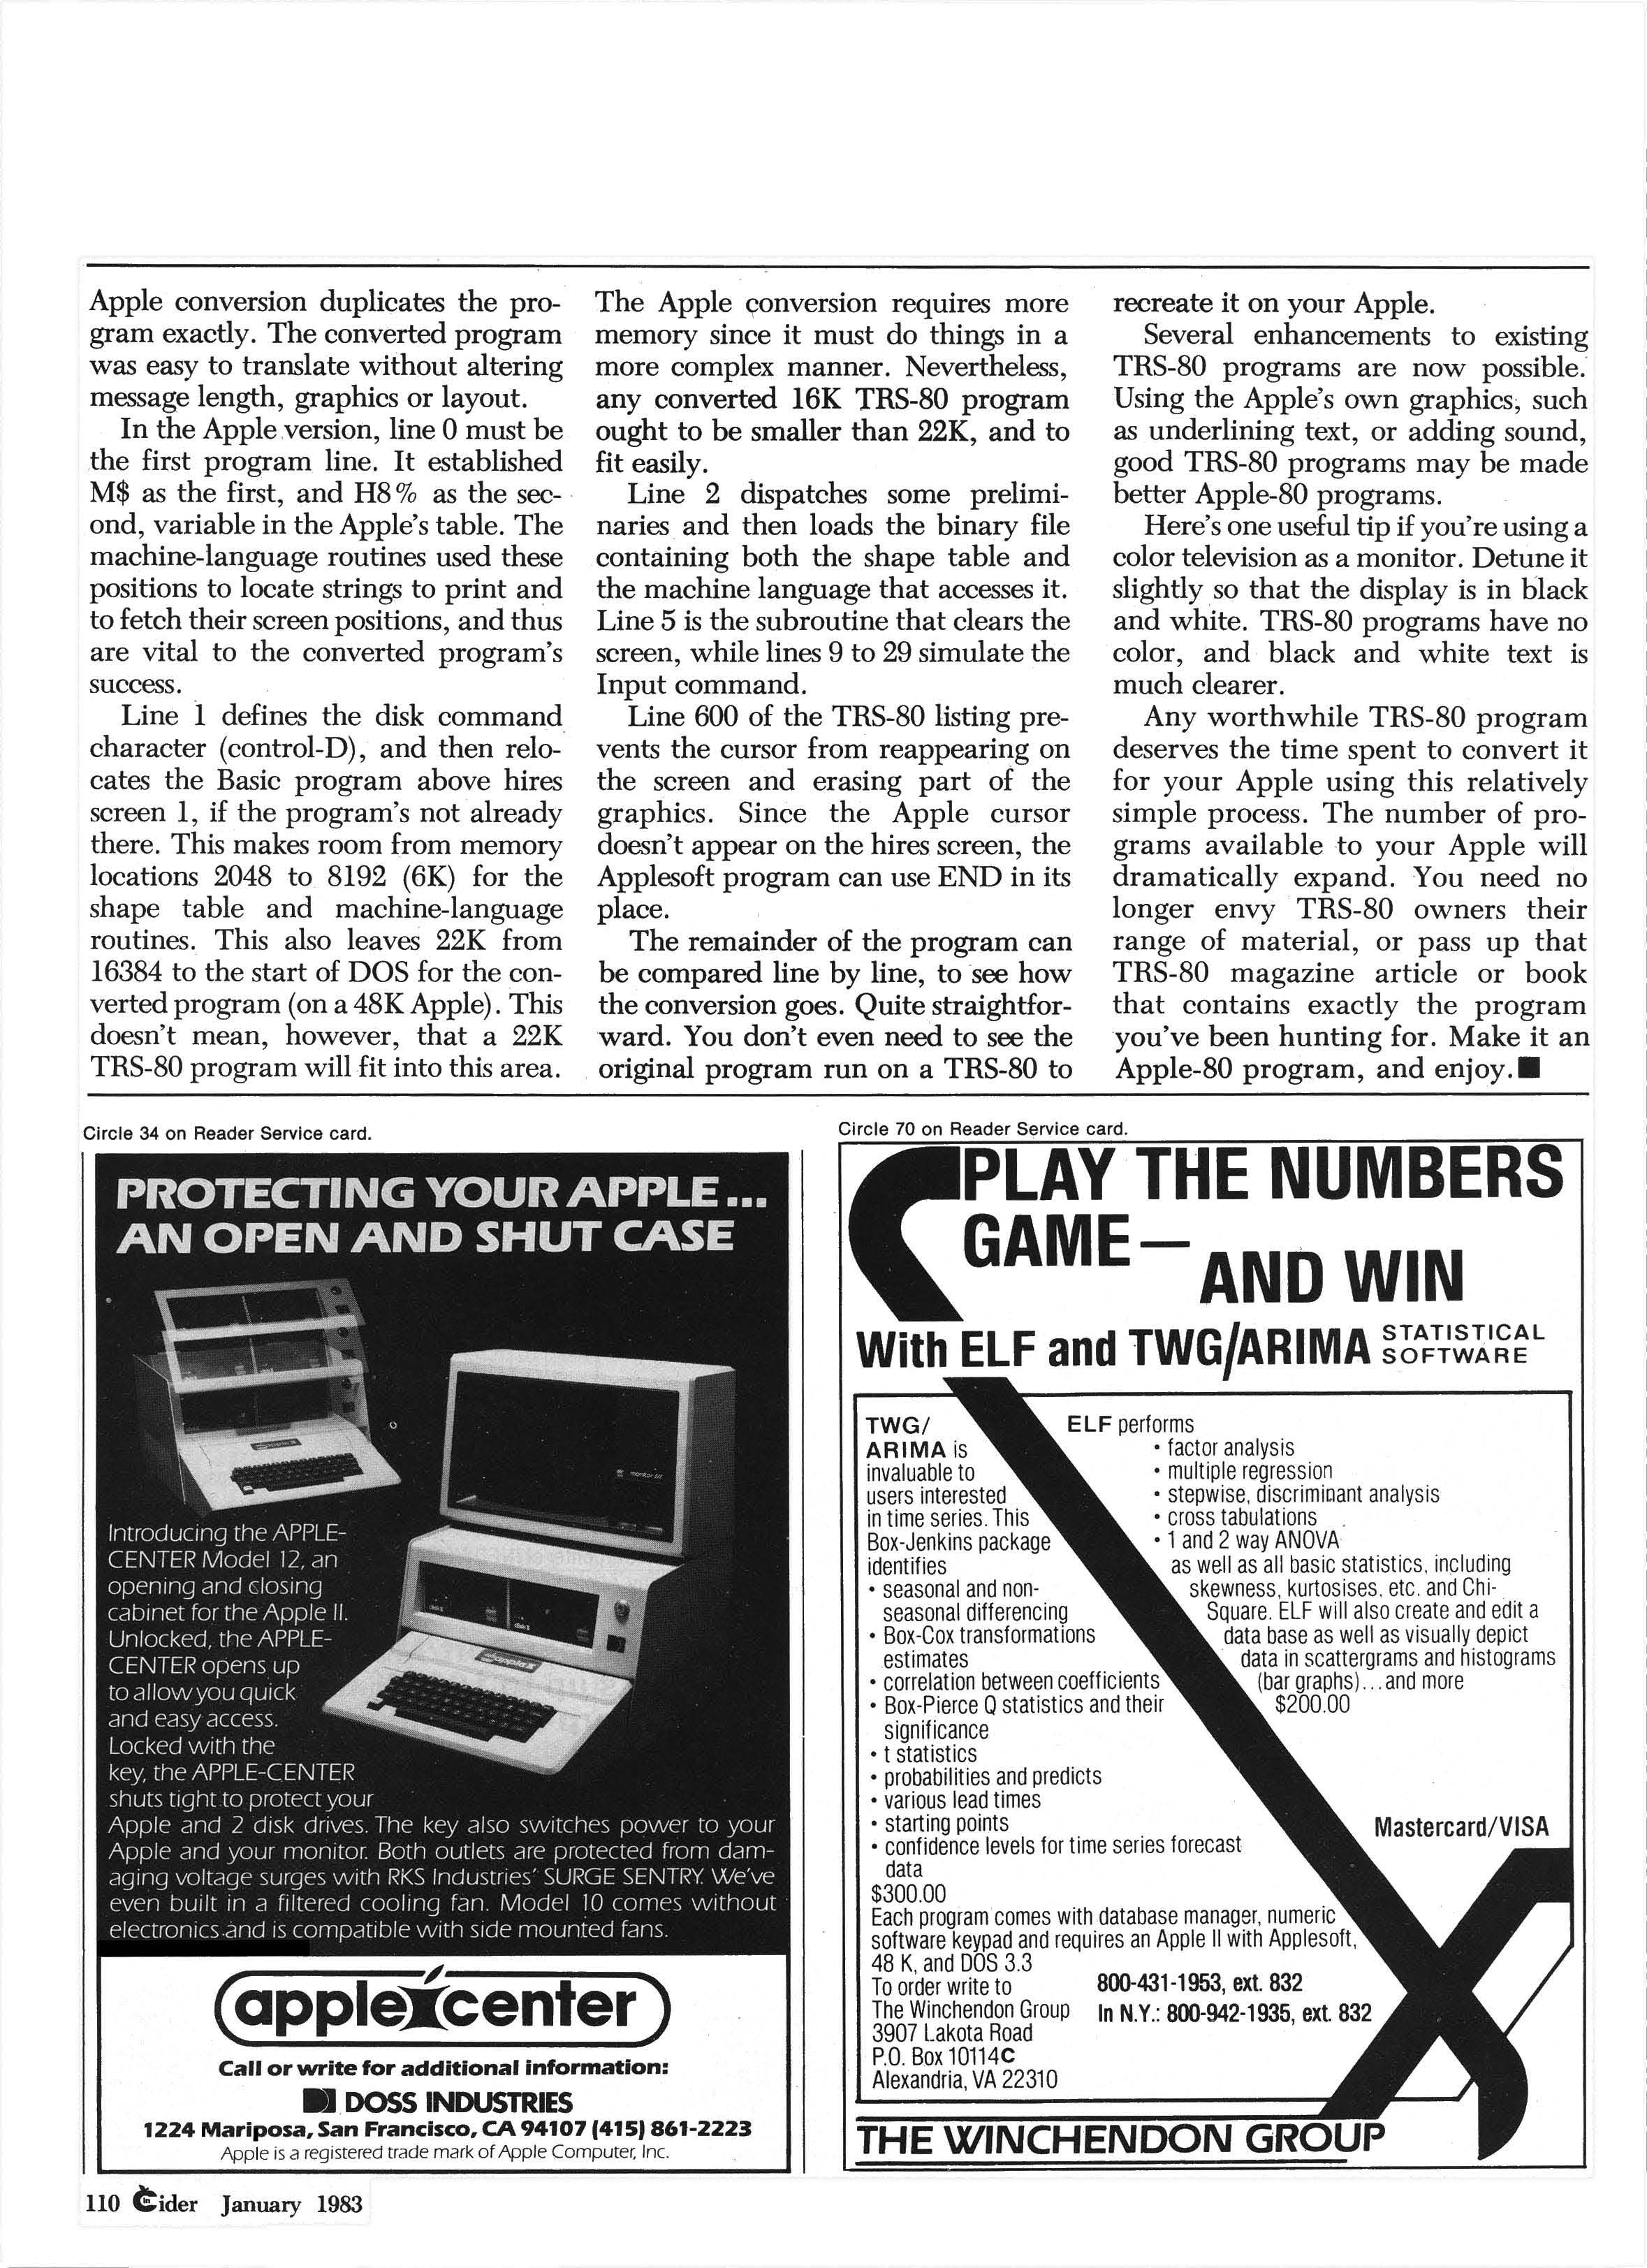 Apple conversion duplicates the pro-
gram exactly. The converted program
was easy to translate without altering
message length, graphics or layout.
In the Apple version, line 0 must be
the first program line. It established
M$ as the first, and H8% as the sec-
ond, variable in the Apple's table. The
machine-language routines used these
positions to locate strings to print and
to fetch their screen positions, and thus
are vital to the converted program's
success.
Line 1 defines the disk command
character (control-D), and then relo-
cates the Basic program above hires
screen 1, if the program's not already
there. This makes room from memory
locations 2048 to 8192 (6K) for the
shape table and machine-language
routines. This also leaves 22K from
16384 to the start of DOS for the con-
verted program (on a 48K Apple). This
doesn't mean, however, that a 22K
TRS-80 program will fit into this area.
The Apple conversion requires more
memory since it must do things in a
more complex manner. Nevertheless,
any converted 16K TRS-80 program
ought to be smaller than 22K, and to
fit easily.
Line 2 dispatches some prelimi-
naries and then loads the binary file
containing both the shape table and
the machine language that accesses it.
Line 5 is the subroutine that clears the
screen, while lines 9 to 29 simulate the
Input command.
Line 600 of the TRS-80 listing pre-
vents the cursor from reappearing on
the screen and erasing part of the
graphics. Since the Apple cursor
doesn't appear on the hires screen, the
Applesoft program can use END in its
place.
The remainder of the program can
be compared line by line, to see how
the conversion goes. Quite straightfor-
ward. You don't even need to see the
original program run on a TRS-80 to
recreate it on your Apple.
Several enhancements to existing
TRS-80 programs are now possible.
Using the Apple's own graphics, such
as underlining text, or adding sound,
good TRS-80 programs may be made
better Apple-80 programs.
Here's one useful tip if you're using a
color television as a monitor. Detune it
slightly so that the display is in black
and white. TRS-80 programs have no
color, and black and white text is
much clearer.
Any worthwhile TRS-80 program
deserves the time spent to convert it
for your Apple using this relatively
simple process. The number of pro-
grams available to your Apple will
dramatically expand. You need no
longer envy TRS-80 owners their
range of material, or pass up that
TRS-80 magazine article or book
that contains exactly the program
you've been hunting for. Make it an
Apple-80 program, and enjoy.■
Circle 34 on Reader Service card.
PROTECTING YOUR APPLE...
AN OPEN AND SHUT CASE
monitor ///
disk II
apple II
Introducing the APPLE-
CENTER Model 12, an
opening and closing
cabinet for the Apple II.
Unlocked, the APPLE-
CENTER opens up
to allow you quick
and easy access.
Locked with the
key, the APPLE-CENTER
shuts tight to protect your
Apple and 2 disk drives. The key also switches power to your
Apple and your monitor. Both outlets are protected from dam-
aging voltage surges with RKS Industries' SURGE SENTRY. We've
even built in a filtered cooling fan. Model 10 comes without
electronics and is compatible with side mounted fans.
apple center
Call or write for additional information:
DOSS INDUSTRIES
1224 Mariposa, San Francisco, CA 94107 (415) 861-2223
Apple is a registered trade mark of Apple Computer, Inc.
Circle 70 on Reader Service card.
PLAY THE NUMBERS
GAME—
AND WIN
With ELF and TWG/ARIMA STATISTICAL
SOFTWARE
TWG/
ARIMA is
invaluable to
users interested
in time series. This
Box-Jenkins package
identifies
• seasonal and non-
seasonal differencing
• Box-Cox transformations
estimates
• correlation between coefficients
• Box-Pierce Q statistics and their
significance
• t statistics
• probabilities and predicts
• various lead times
• starting points
• confidence levels for time series forecast
data
$300.00
ELF performs
• factor analysis
• multiple regression
• stepwise, discriminant analysis
• cross tabulations
• 1 and 2 way ANOVA
as well as all basic statistics, including
skewness, kurtosises, etc. and Chi-
Square. ELF will also create and edit a
data base as well as visually depict
data in scattergrams and histograms
(bar graphs)...and more
$200.00
Mastercard/VISA
Each program comes with database manager, numeric
software keypad and requires an Apple II with Applesoft,
48 K, and DOS 3.3
To order write to
The Winchendon Group
3907 Lakota Road
P.O. Box 10114C
Alexandria, VA 22310
800-431-1953, ext. 832
In N.Y.: 800-942-1935, ext. 832
THE WINCHENDON GROUP
110 inCider January 1983